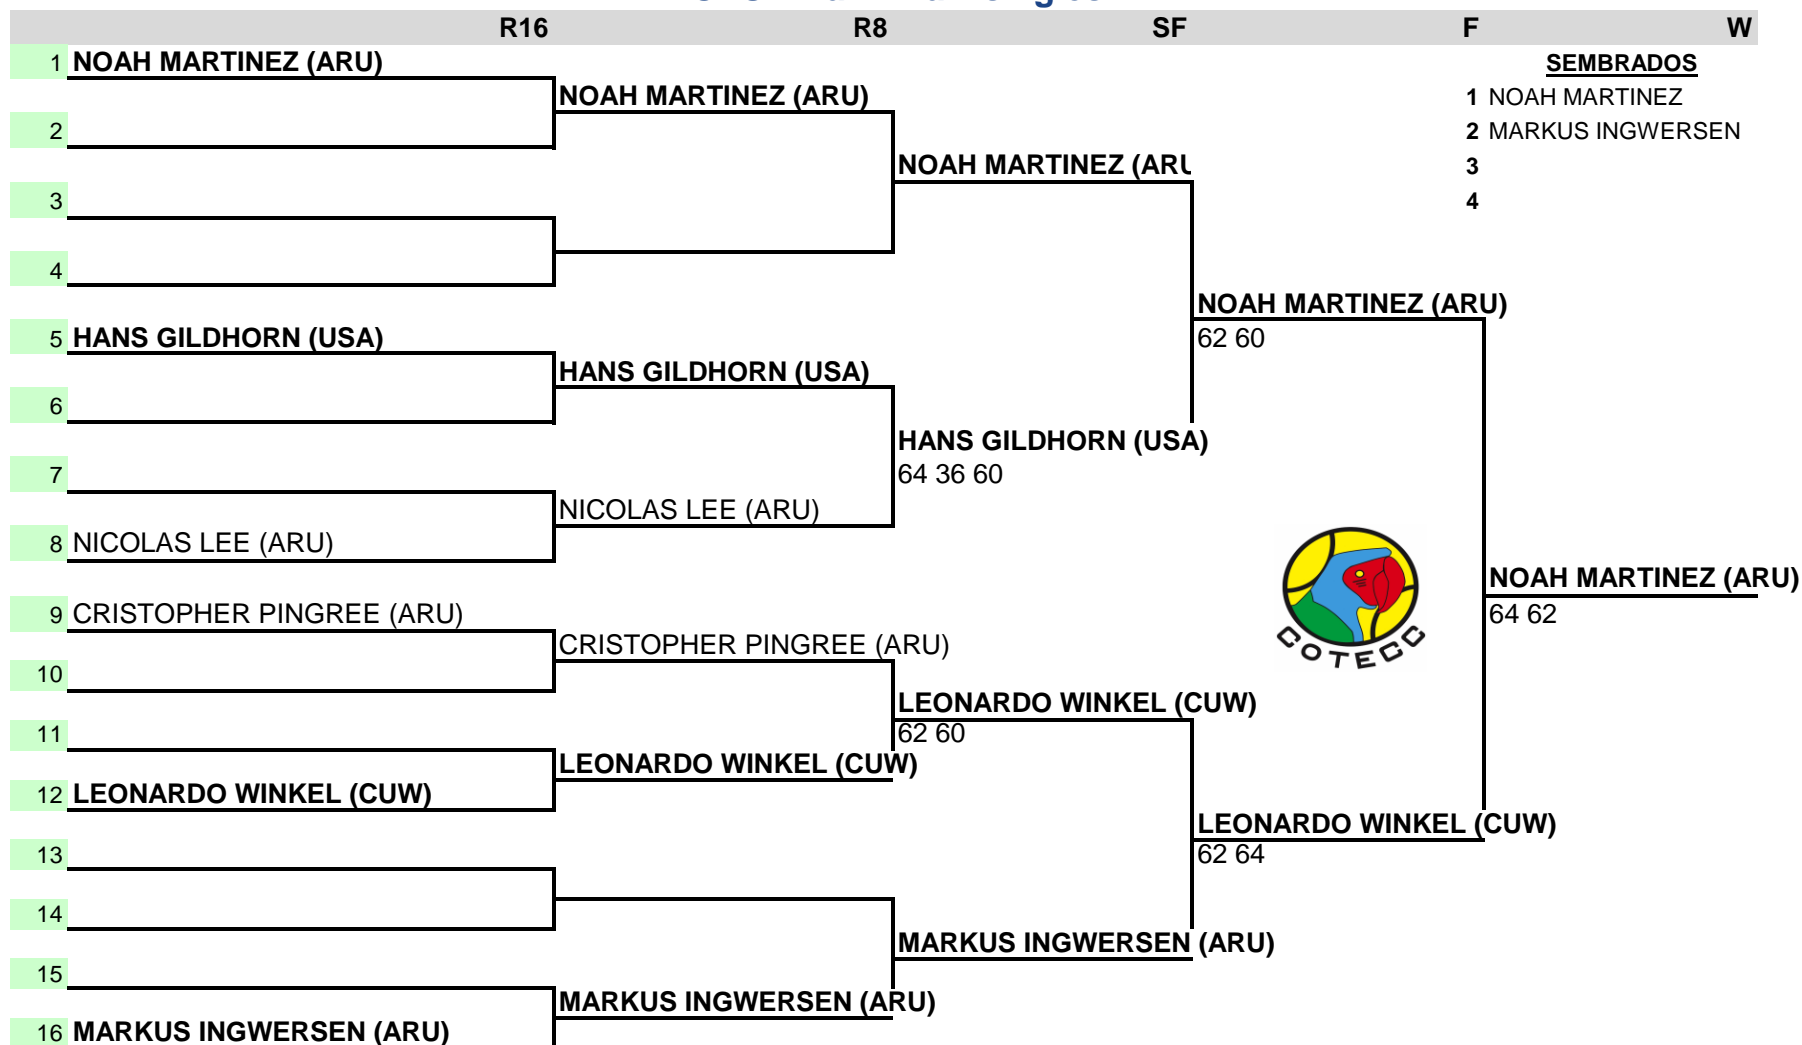 R16 R8 SF F W
1 NOAH MARTINEZ (ARU)
SEMBRADOS
NOAH MARTINEZ (ARU)
1 NOAH MARTINEZ
2
2 MARKUS INGWERSEN
NOAH MARTINEZ (ARU
3
3
4
4
NOAH MARTINEZ (ARU)
62 60
5 HANS GILDHORN (USA)
HANS GILDHORN (USA)
6
HANS GILDHORN (USA)
64 36 60
7
NICOLAS LEE (ARU)
8 NICOLAS LEE (ARU)
NOAH MARTINEZ (ARU)
64 62
9 CRISTOPHER PINGREE (ARU)
CRISTOPHER PINGREE (ARU)
COTECC
10
LEONARDO WINKEL (CUW)
62 60
11
LEONARDO WINKEL (CUW)
12 LEONARDO WINKEL (CUW)
LEONARDO WINKEL (CUW)
62 64
13
14
MARKUS INGWERSEN (ARU)
15
MARKUS INGWERSEN (ARU)
16 MARKUS INGWERSEN (ARU)